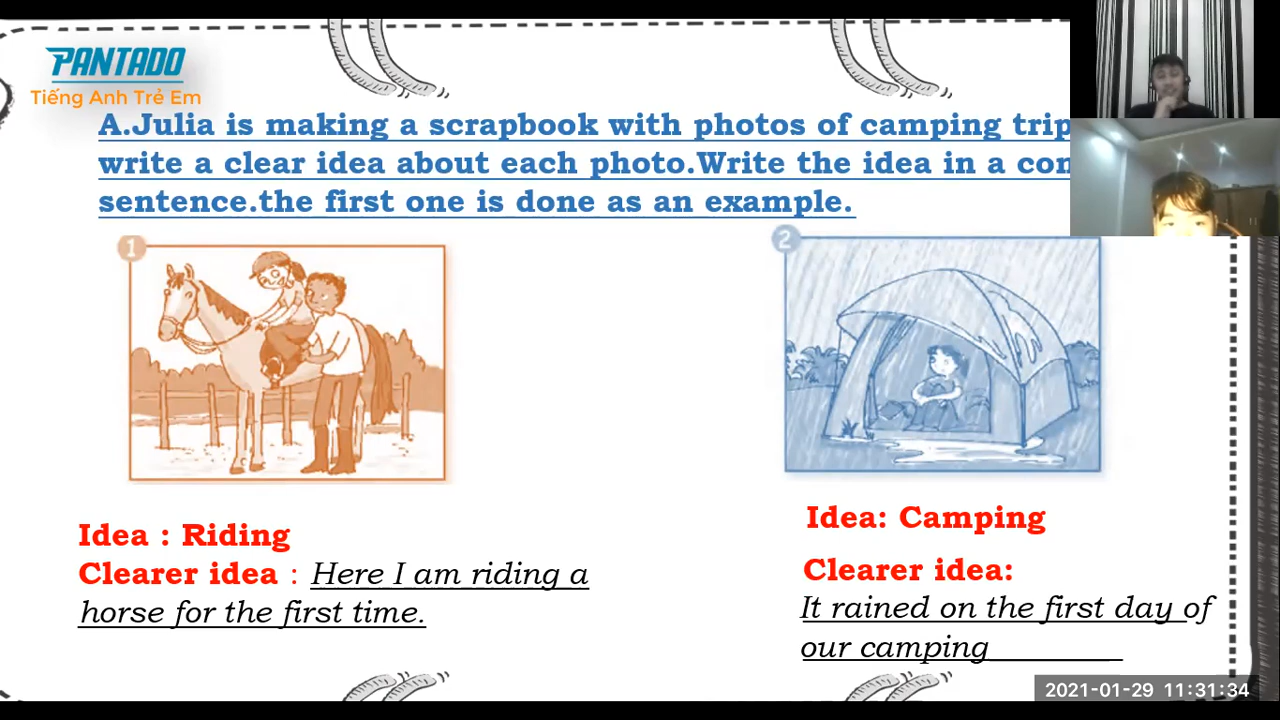 PANTADO
Tiếng Anh Trẻ Em
A.Julia is making a scrapbook with photos of camping trip
write a clear idea about each photo.Write the idea in a
sentence.the first one is done as an example.
1
2
Idea : Riding
Clearer idea : Here I am riding a
horse for the first time.
Idea: Camping
Clearer idea:
It rained on the first day of
our camping________
2021-01-29 11:31:34